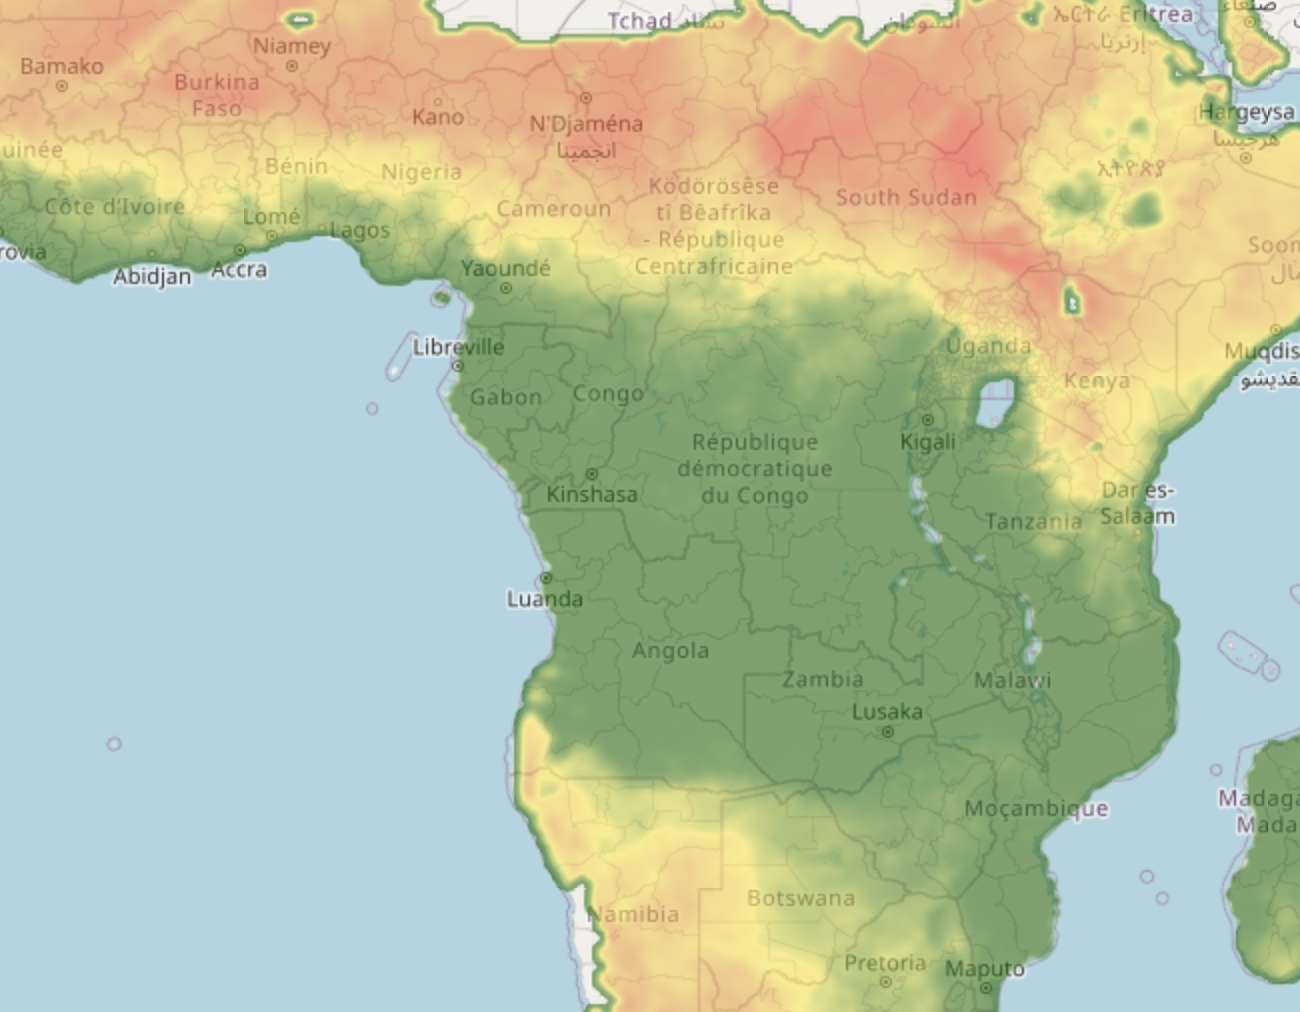 Tchad تشاد
السودان
ኤርትራ Eritrea
إرتريا
صنعاء
Niamey
Bamako
Burkina
Faso
Kano
N'Djaména
انجمينا
Hargeysa
هرجيسا
uinée
Bénin
Nigeria
Ködörösêse
tî Bêafrîka
- République
Centrafricaine
South Sudan
Côte d'Ivoire
Lomé
Lagos
Cameroun
Soom
rovia
Abidjan
Accra
Yaoundé
Libreville
Uganda
Muqdis
مقديشو
Gabon
Congo
Kenya
République
démocratique
du Congo
Kigali
Kinshasa
Dar es-
Salaam
Tanzania
Luanda
Angola
Zambia
Malawi
Lusaka
Moçambique
Madaga
Mada
Botswana
Namibia
Pretoria
Maputo